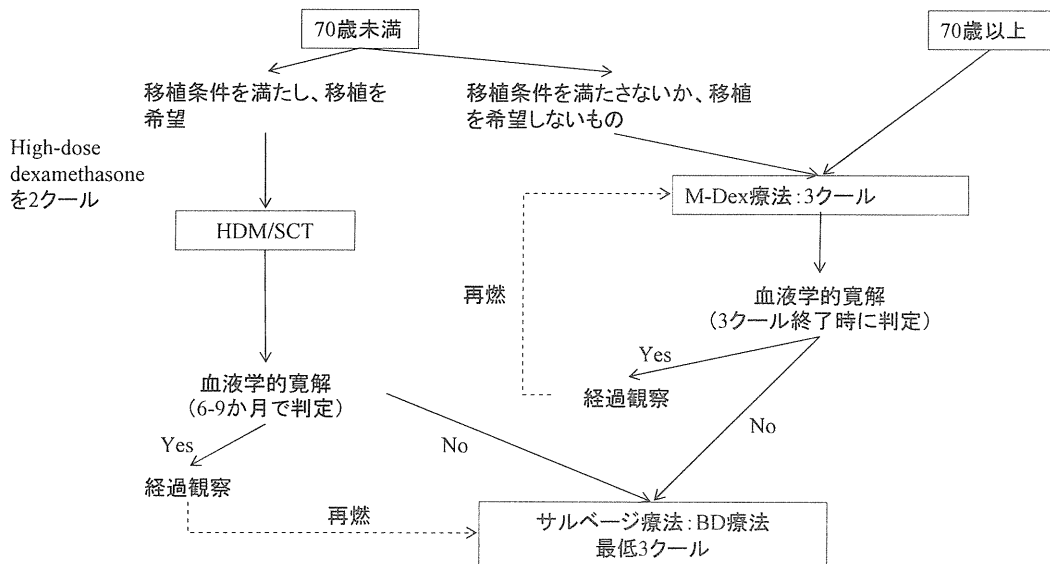 70歳未満
70歳以上
移植条件を満たし、移植を
希望
移植条件を満たさないか、移植
を希望しないもの
High-dose
dexamethasone
を2クール
M-Dex療法:3クール
HDM/SCT
再燃
血液学的寛解
(3クール終了時に判定)
Yes
経過観察
No
血液学的寛解
(6-9か月で判定)
Yes
No
経過観察
再燃
サルベージ療法:BD療法
最低3クール